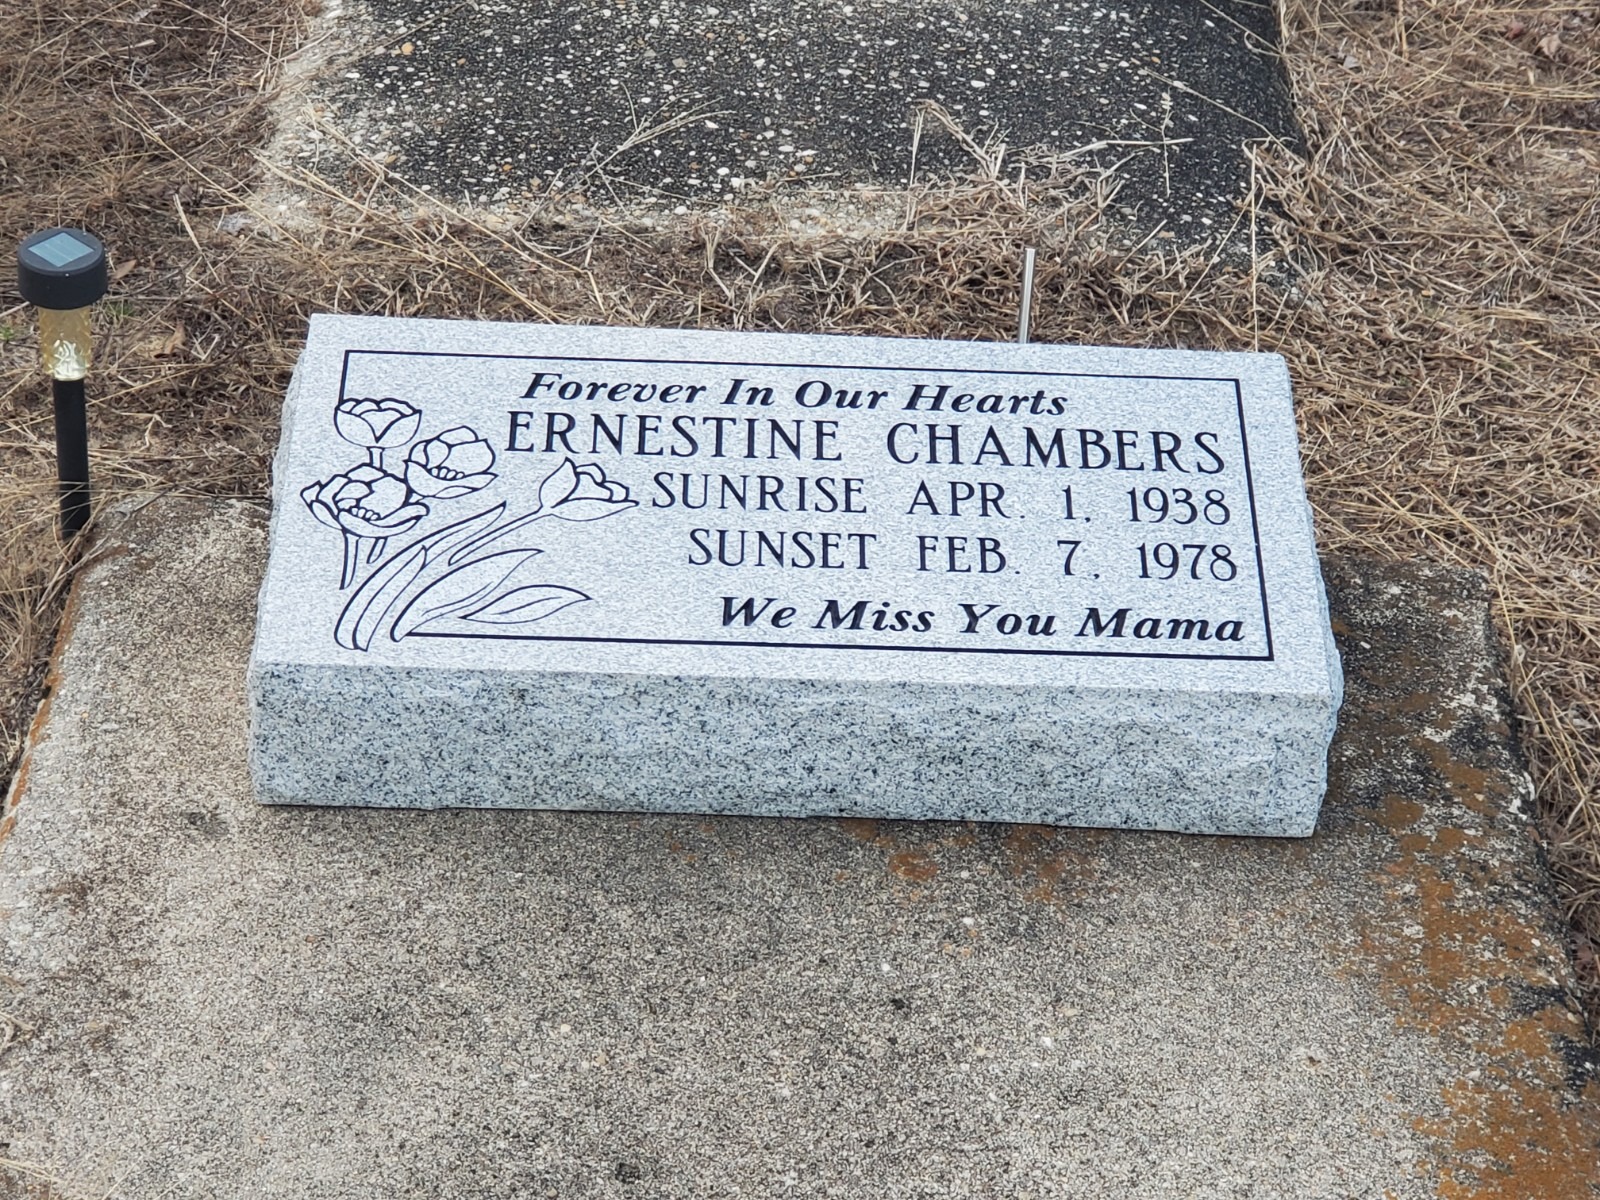 Forever In Our Hearts
ERNESTINE CHAMBERS
SUNRISE APR. 1, 1938
SUNSET FEB. 7, 1978
We Miss You Mama